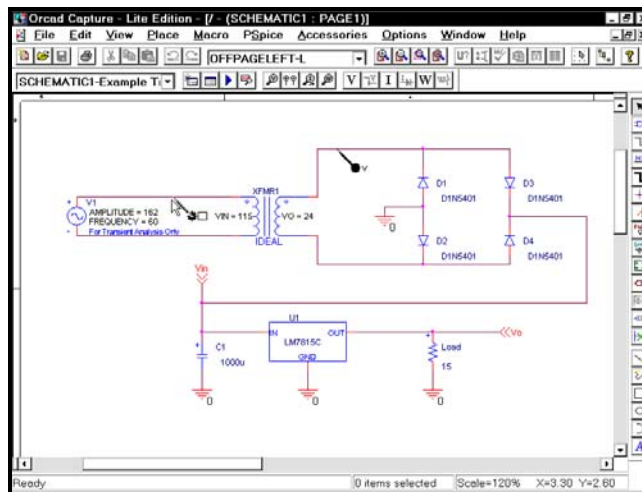 Orcad Capture - Lite Edition - [/ - (SCHEMATIC1 : PAGE1)]
File Edit View Place Macro PSpice Accessories Options Window Help
OFFPAGELEFT-L
SCHEMATIC1-Example
V I W
V1
AMPLITUDE = 162
FREQUENCY = 60
For Transient Analysis Only
XFMR1
VIN = 115
VO = 24
IDEAL
V
D1
D1N5401
D3
D1N5401
0
D2
D1N5401
D4
D1N5401
Vin
U1
IN
OUT
LM7815C
GND
Vo
C1
1000u
Load
15
0
0
0
Ready
0 items selected
Scale=120%
X=3.30 Y=2.60